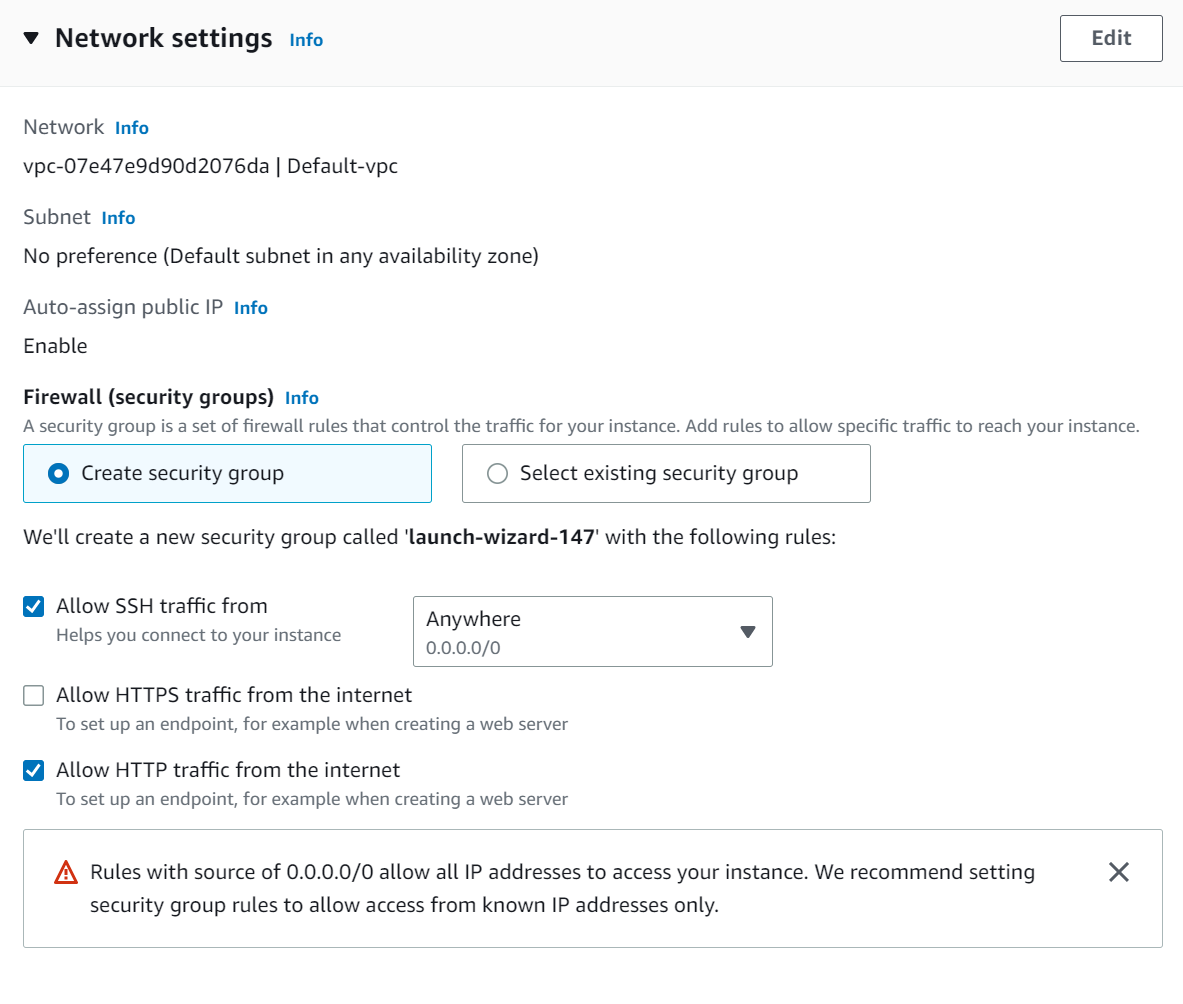 Network settings Info
Edit
Network Info
vpc-07e47e9d90d2076da | Default-vpc
Subnet Info
No preference (Default subnet in any availability zone)
Auto-assign public IP Info
Enable
Firewall (security groups) Info
A security group is a set of firewall rules that control the traffic for your instance. Add rules to allow specific traffic to reach your instance.
Create security group
Select existing security group
We'll create a new security group called 'launch-wizard-147' with the following rules:
Allow SSH traffic from
Helps you connect to your instance
Anywhere
0.0.0.0/0
Allow HTTPS traffic from the internet
To set up an endpoint, for example when creating a web server
Allow HTTP traffic from the internet
To set up an endpoint, for example when creating a web server
Rules with source of 0.0.0.0/0 allow all IP addresses to access your instance. We recommend setting
security group rules to allow access from known IP addresses only.